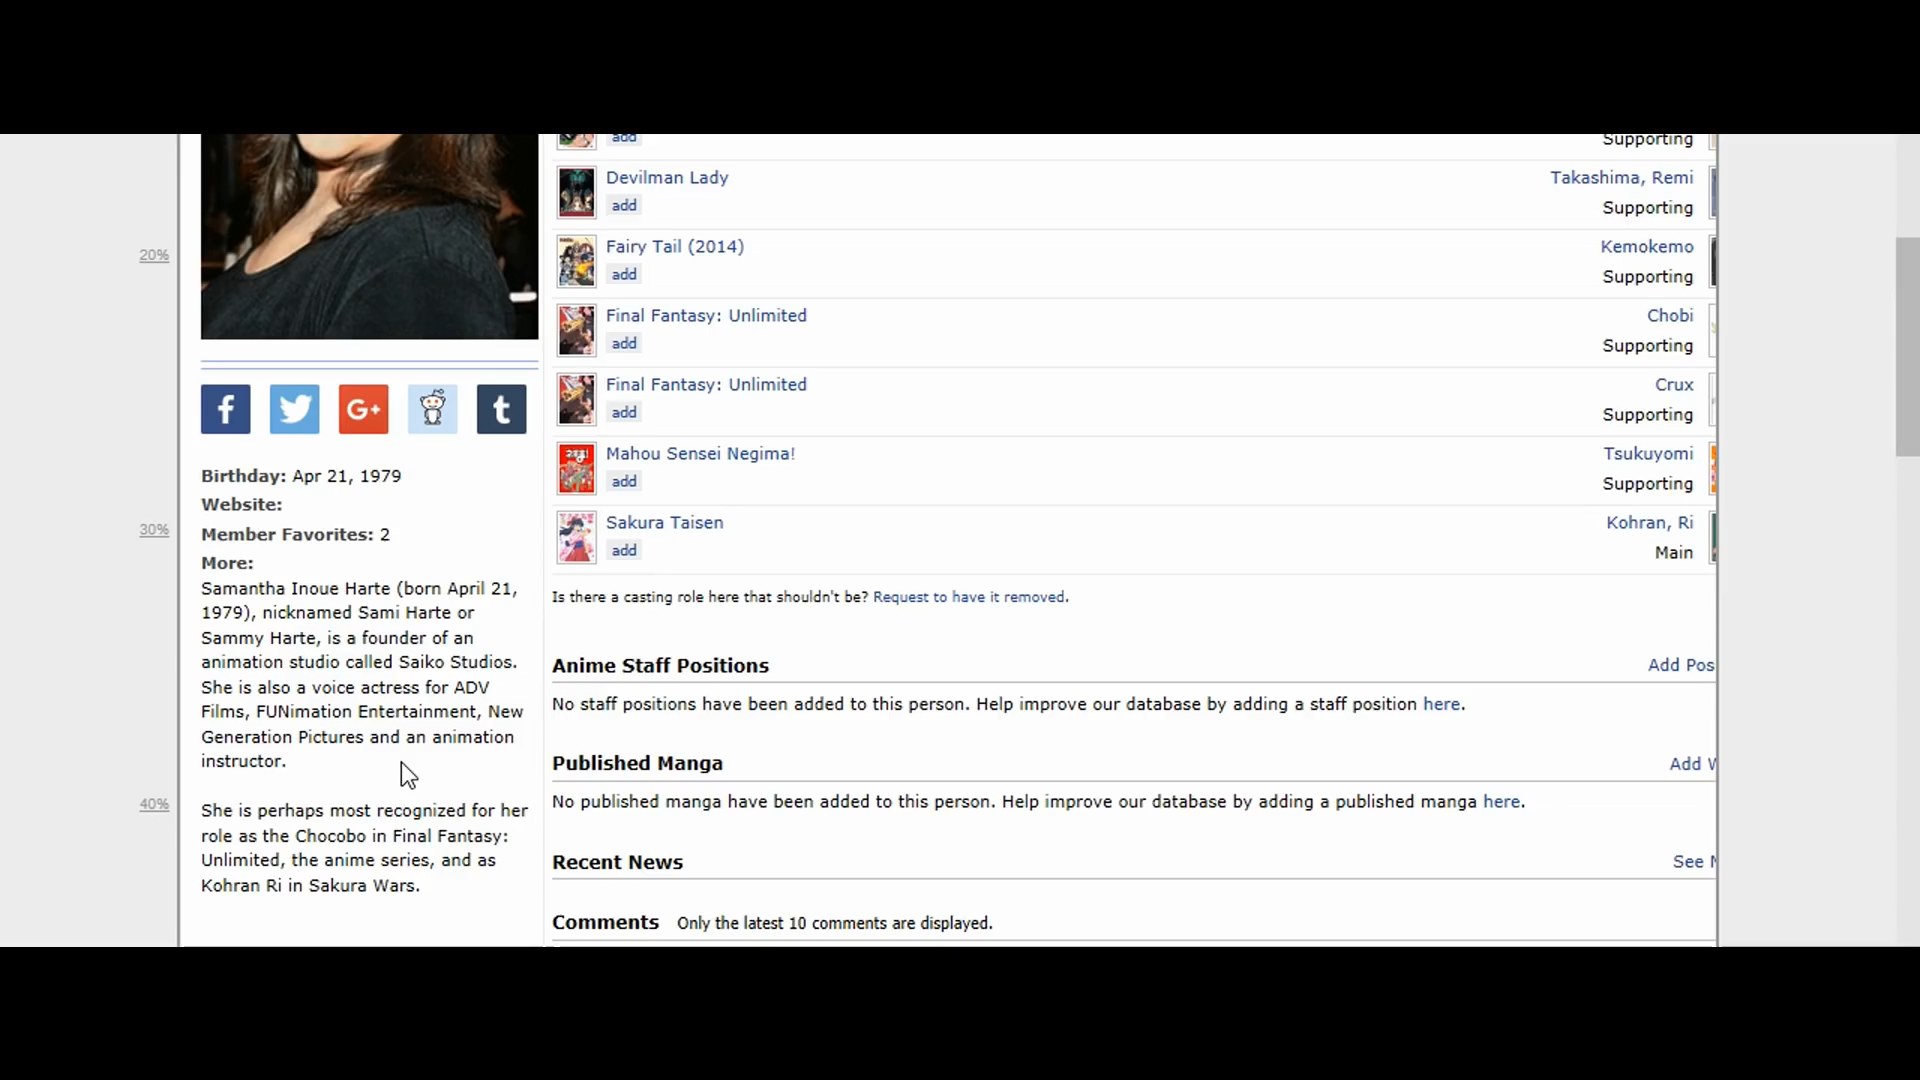 add
Supporting
Devilman Lady
Takashima, Remi
add
Supporting
20%
Fairy Tail (2014)
Kemokemo
add
Supporting
Final Fantasy: Unlimited
Chobi
add
Supporting
Final Fantasy: Unlimited
Crux
add
Supporting
Mahou Sensei Negima!
Tsukuyomi
add
Supporting
Sakura Taisen
Kohran, Ri
add
Main
Is there a casting role here that shouldn't be? Request to have it removed.
f
G+
t
Birthday: Apr 21, 1979
Website:
30%
Member Favorites: 2
More:
Samantha Inoue Harte (born April 21,
1979), nicknamed Sami Harte or
Sammy Harte, is a founder of an
animation studio called Saiko Studios.
She is also a voice actress for ADV
Films, FUNimation Entertainment, New
Generation Pictures and an animation
instructor.
40%
She is perhaps most recognized for her
role as the Chocobo in Final Fantasy:
Unlimited, the anime series, and as
Kohran Ri in Sakura Wars.
Anime Staff Positions
Add Pos
No staff positions have been added to this person. Help improve our database by adding a staff position here.
Published Manga
Add
No published manga have been added to this person. Help improve our database by adding a published manga here.
Recent News
See
Comments Only the latest 10 comments are displayed.